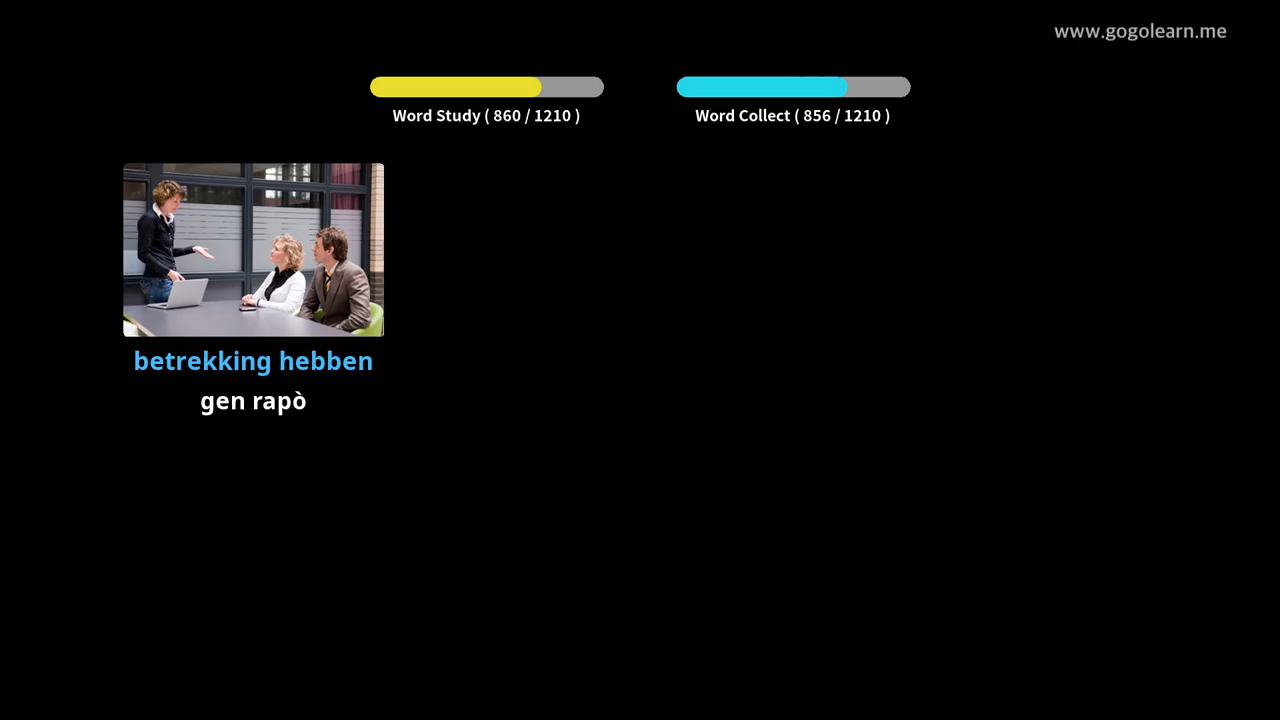 www.gogolearn.me
Word Study ( 860 / 1210 )
Word Collect ( 856 / 1210 )
betrekking hebben
gen rapò